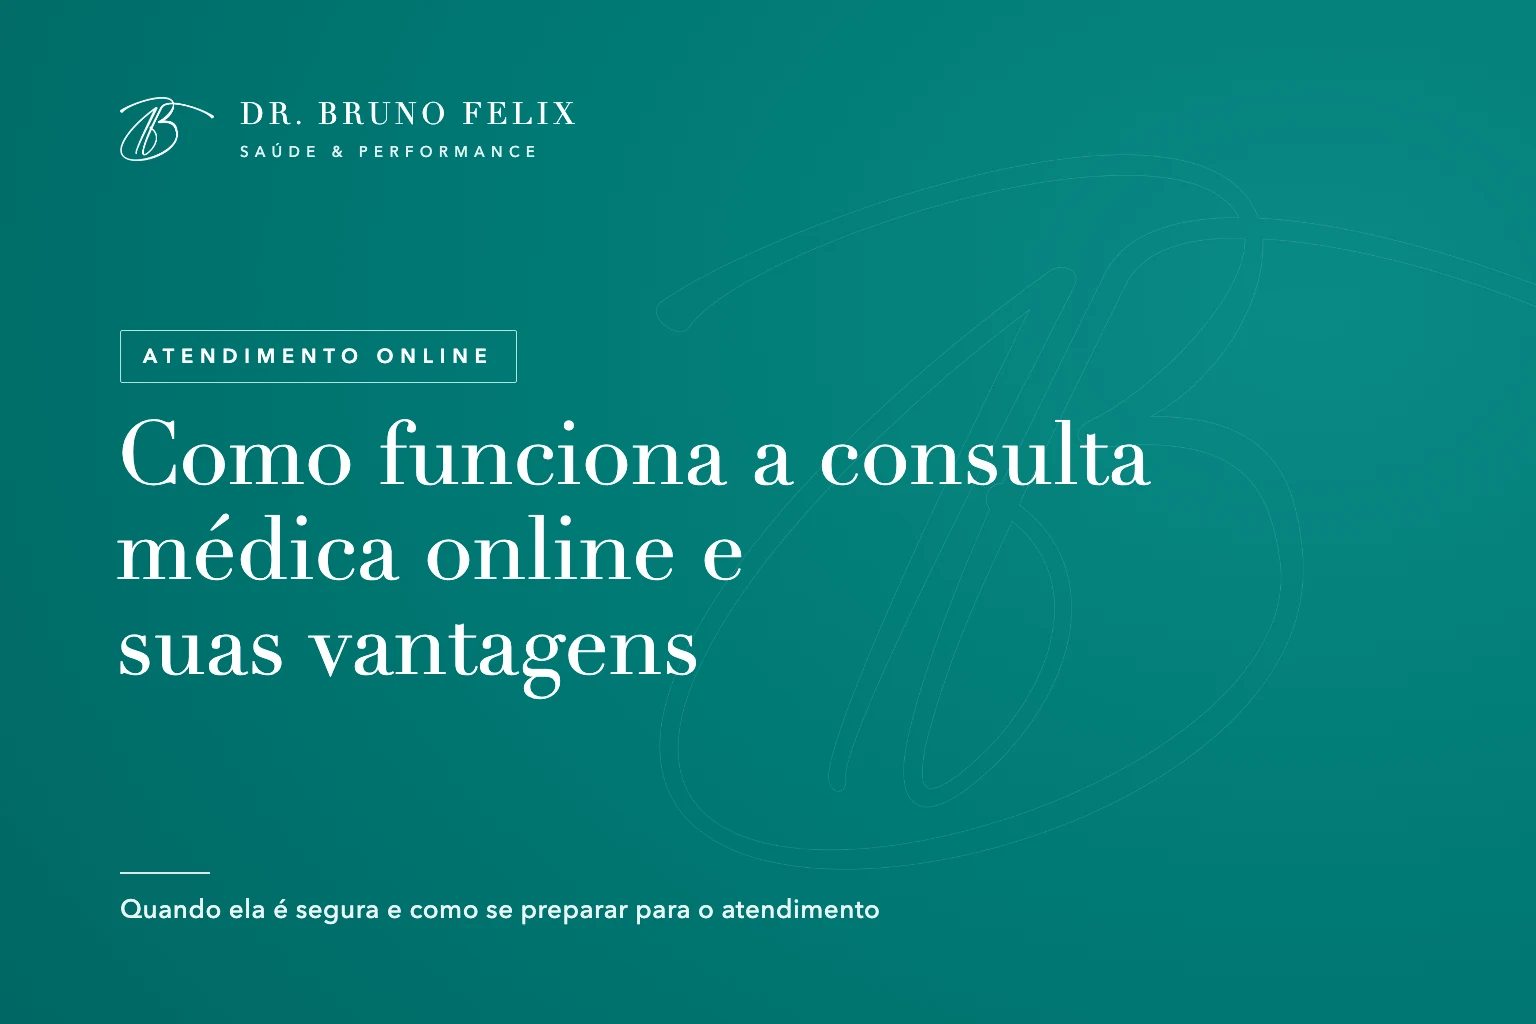 DR. BRUNO FELIX
SAÚDE & PERFORMANCE
ATENDIMENTO ONLINE
Como funciona a consulta
médica online e
suas vantagens
Quando ela é segura e como se preparar para o atendimento